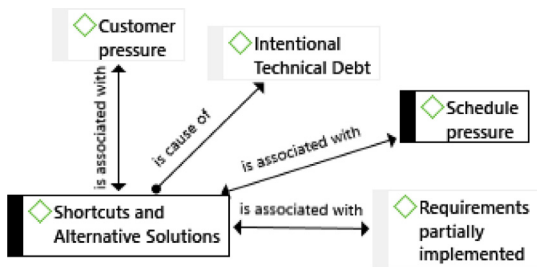 Customer
pressure
Intentional
Technical Debt
is associated with
is cause of
Schedule
pressure
is associated with
Shortcuts and
Alternative Solutions
is associated with
Requirements
partially
implemented